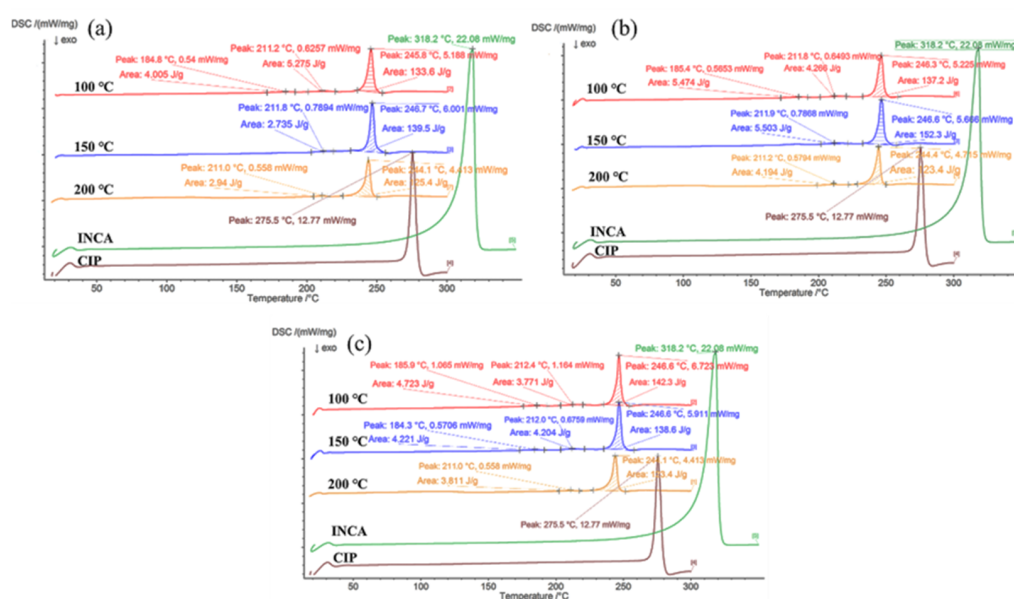 DSC /(mW/mg)
(a)
↓ exo
Peak: 318.2 °C, 22.08 mW/mg
Peak: 211.2 °C, 0.6257 mW/mg
Peak: 245.8 °C, 5.188 mW/mg
Peak: 184.8 °C, 0.54 mW/mg
Area: 5.275 J/g
Area: 4.005 J/g
Area: 133.6 J/g
100 °C
Peak: 211.8 °C, 0.7894 mW/mg
Peak: 246.7 °C, 6.001 mW/mg
Area: 2.735 J/g
Area: 139.5 J/g
150 °C
Peak: 211.0 °C, 0.558 mW/mg
4.413 mW/mg
Area: 2.94 J/g
200 °C
Peak: 275.5 °C, 12.77 mW/mg
INCA
CIP
50 100 150 200 250 300
Temperature /°C
DSC /(mW/mg)
(b)
↓ exo
Peak: 318.2 °C, 22.08
Peak: 211.8 °C, 0.6493 mW/mg
Peak: 246.3 °C, 5.225 mW/mg
Peak: 185.4 °C, 0.5653 mW/mg
Area: 4.266 J/g
Area: 5.474 J/g
Area: 137.2 J/g
100 °C
Peak: 211.9 °C, 0.7868 mW/mg
Peak: 246.6 °C, 5.666 mW/mg
Area: 5.503 J/g
Area: 152.3 J/g
150 °C
Peak: 211.2 °C, 0.5794 mW/mg
4.715 mW/mg
Area: 4.194 J/g
200 °C
Peak: 275.5 °C, 12.77 mW/mg
INCA
CIP
50 100 150 200 250 300
Temperature /°C
DSC /(mW/mg)
(c)
↓ exo
Peak: 318.2 °C, 22.08 mW/mg
Peak: 185.9 °C, 1.065 mW/mg
Peak: 212.4 °C, 1.164 mW/mg
Peak: 246.6 °C, 6.723 mW/mg
Area: 4.723 J/g
Area: 3.771 J/g
Area: 142.3 J/g
100 °C
Peak: 184.3 °C, 0.5706 mW/mg
Peak: 212.0 °C, 0.6759 mW/mg
Peak: 246.6 °C, 5.911 mW/mg
Area: 4.221 J/g
Area: 4.204 J/g
Area: 138.6 J/g
150 °C
Peak: 211.0 °C, 0.558 mW/mg
4.413 mW/mg
Area: 3.811 J/g
200 °C
Peak: 275.5 °C, 12.77 mW/mg
INCA
CIP
50 100 150 200 250 300
Temperature /°C